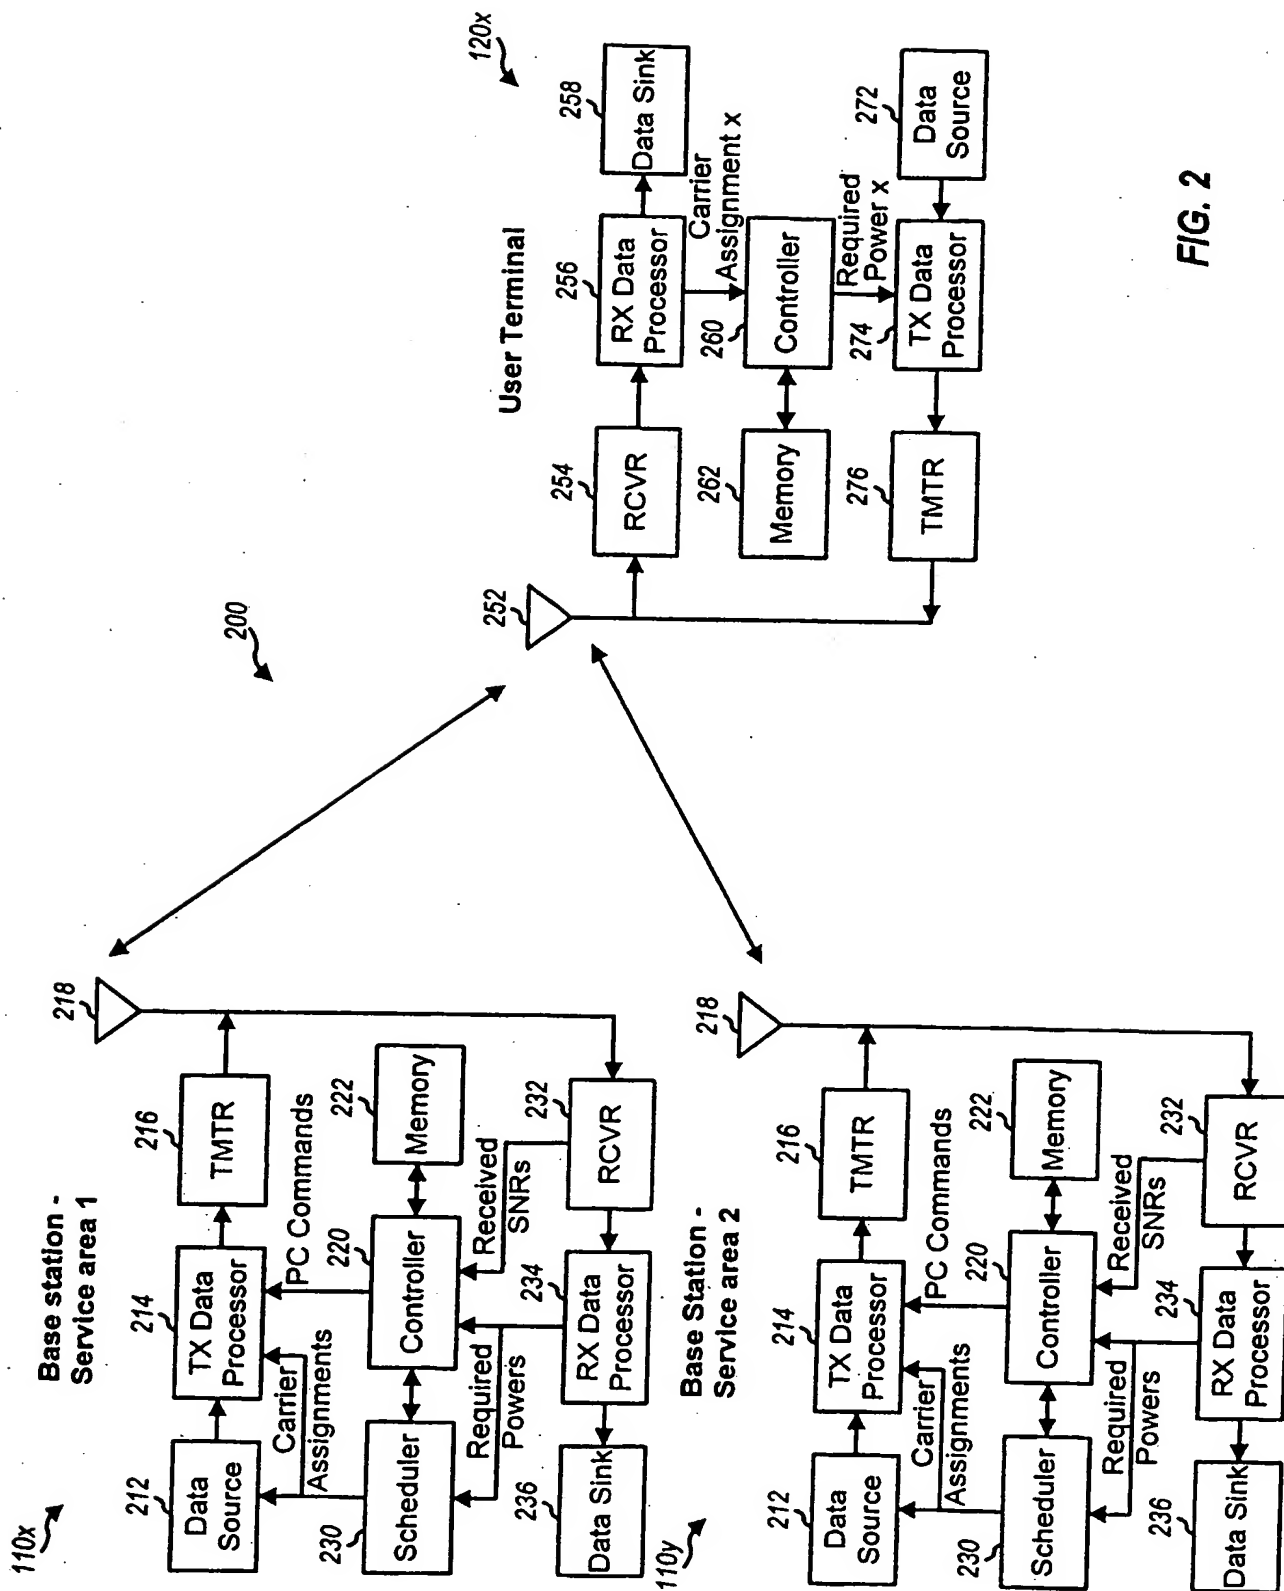 110x
Base station -
Service area 1
212
Data
Source
214
TX Data
Processor
216
TMTR
218
Carrier
Assignments
PC Commands
230
Scheduler
220
Controller
222
Memory
Required
Powers
Received
SNRs
236
Data Sink
234
RX Data
Processor
232
RCVR
110y
Base Station -
Service area 2
212
Data
Source
214
TX Data
Processor
216
TMTR
218
Carrier
Assignments
PC Commands
230
Scheduler
220
Controller
222
Memory
Required
Powers
Received
SNRs
236
Data Sink
234
RX Data
Processor
232
RCVR
200
120x
User Terminal
252
254
RCVR
256
RX Data
Processor
258
Data Sink
Carrier
Assignment x
262
Memory
260
Controller
Required
Power x
276
TMTR
274
TX Data
Processor
272
Data
Source
FIG. 2